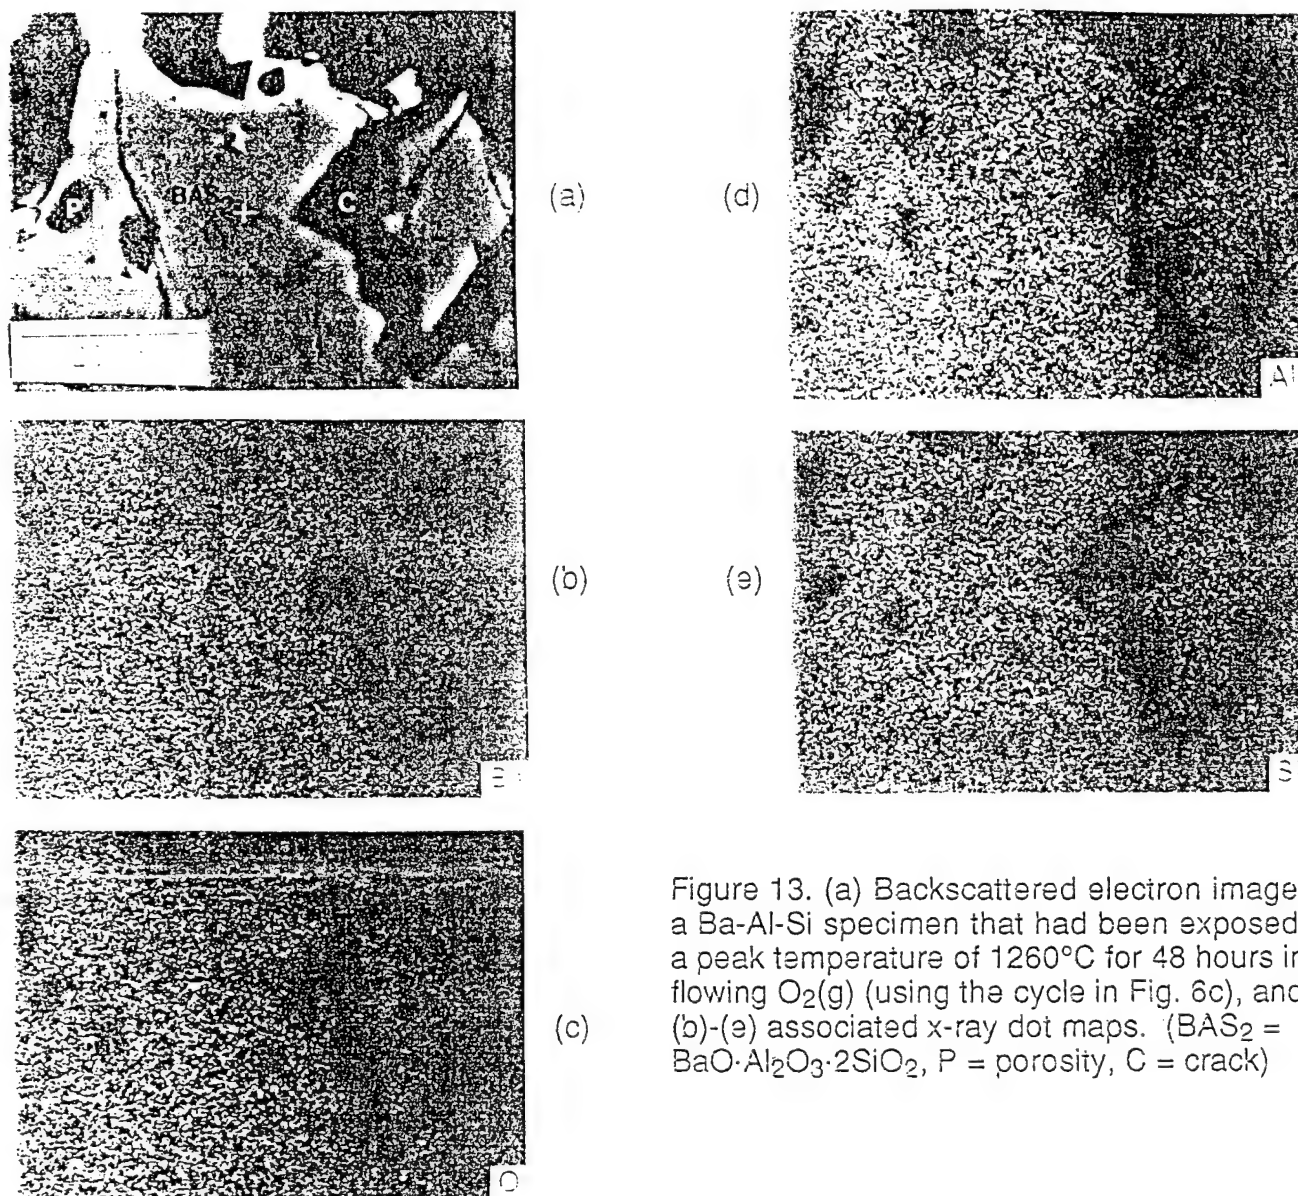 P
BAS
C
(a)
(d)
Al
(b)
(e)
(c)
O
Figure 13. (a) Backscattered electron image
a Ba-Al-Si specimen that had been exposed
a peak temperature of 1260°C for 48 hours in
flowing O₂(g) (using the cycle in Fig. 6c), and
(b)-(e) associated x-ray dot maps. (BAS₂ =
BaO·Al₂O₃·2SiO₂, P = porosity, C = crack)